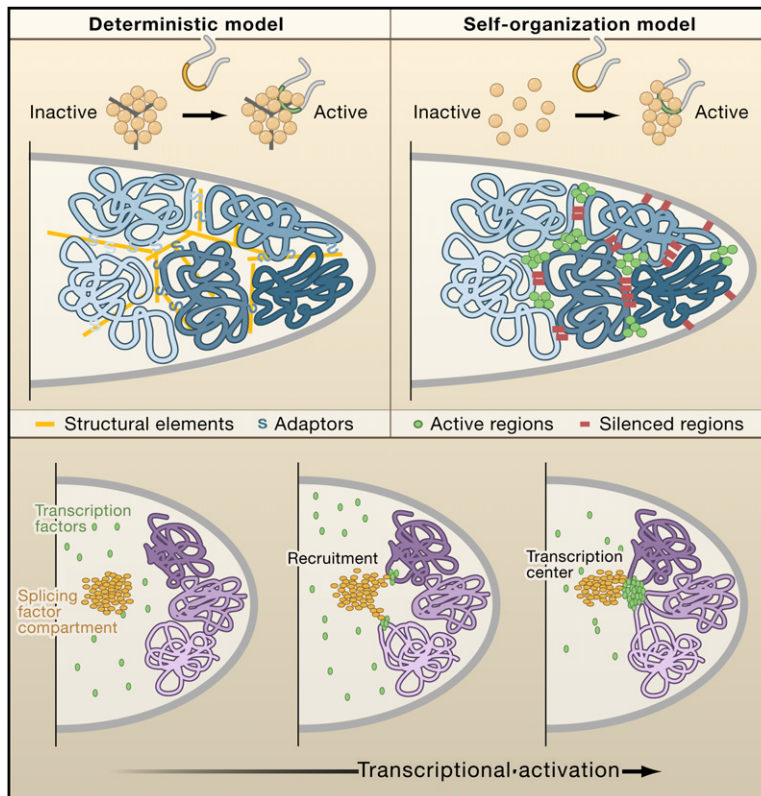 Deterministic model
Self-organization model
Inactive
Active
Inactive
Active
S S S S S S S S S S S S S S S
Structural elements
S Adaptors
Active regions
Silenced regions
Transcription
factors
Splicing
factor
compartment
Recruitment
Transcription
center
Transcriptional activation